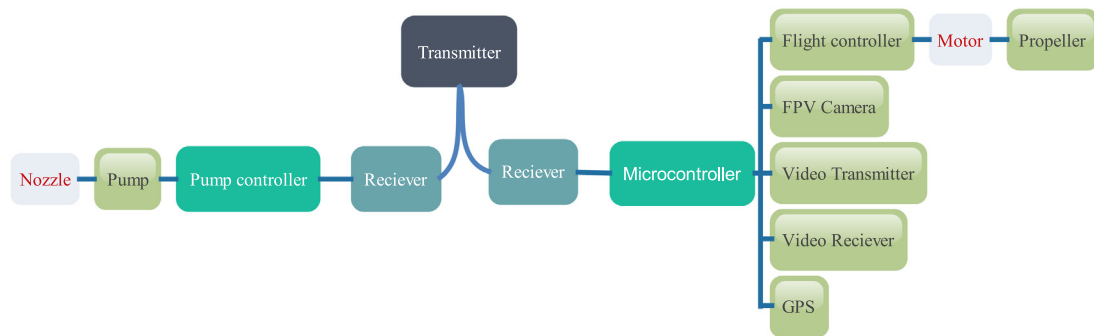 Transmitter
Flight controller
Motor
Propeller
FPV Camera
Nozzle
Pump
Pump controller
Reciever
Reciever
Microcontroller
Video Transmitter
Video Reciever
GPS